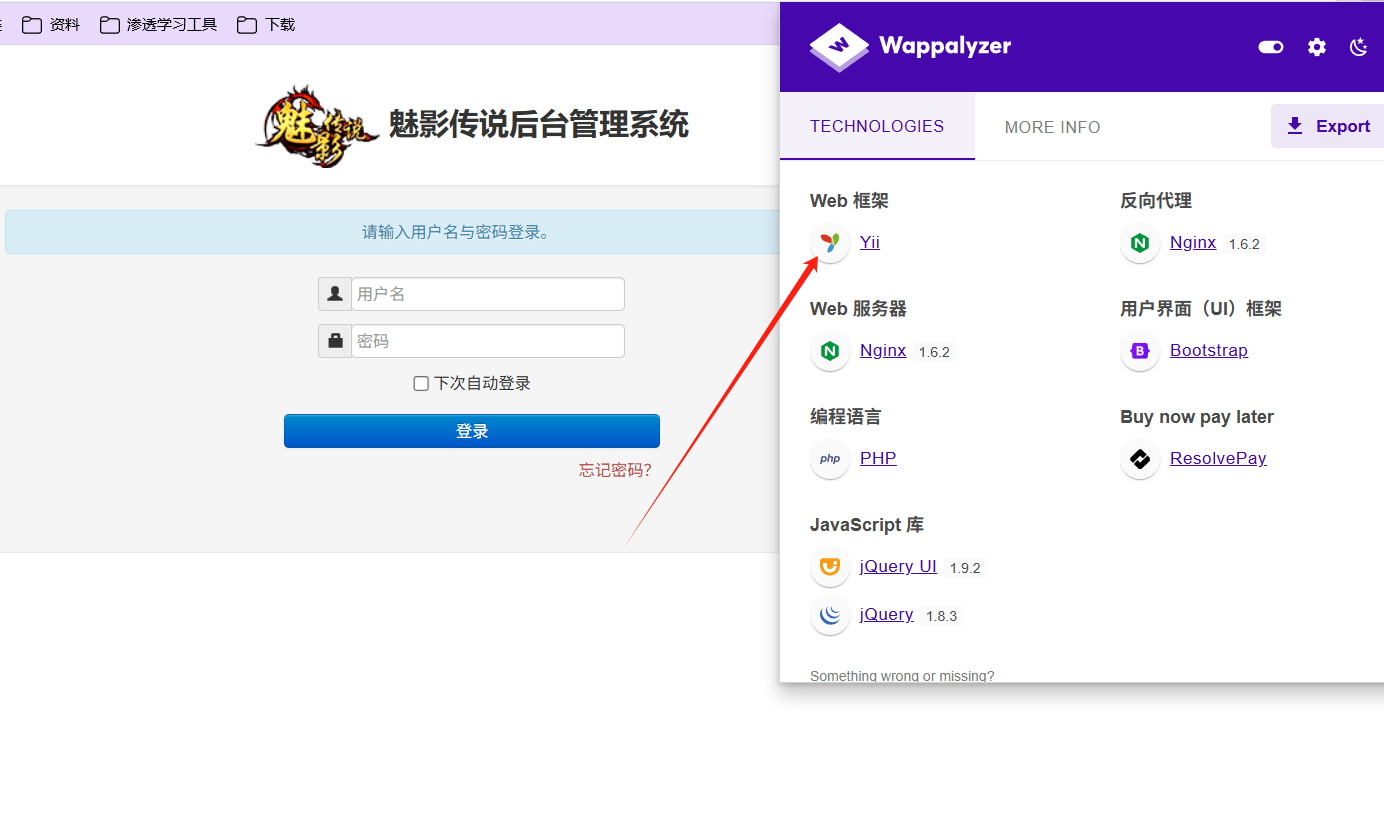 资料
渗透学习工具
下载
魅影传说
魅影传说后台管理系统
请输入用户名与密码登录。
用户名
密码
下次自动登录
登录
忘记密码?
Wappalyzer
TECHNOLOGIES
MORE INFO
Export
Web 框架
Yii
反向代理
Nginx 1.6.2
Web 服务器
Nginx 1.6.2
用户界面（UI）框架
Bootstrap
编程语言
php PHP
Buy now pay later
ResolvePay
JavaScript 库
jQuery UI 1.9.2
jQuery 1.8.3
Something wrong or missing?